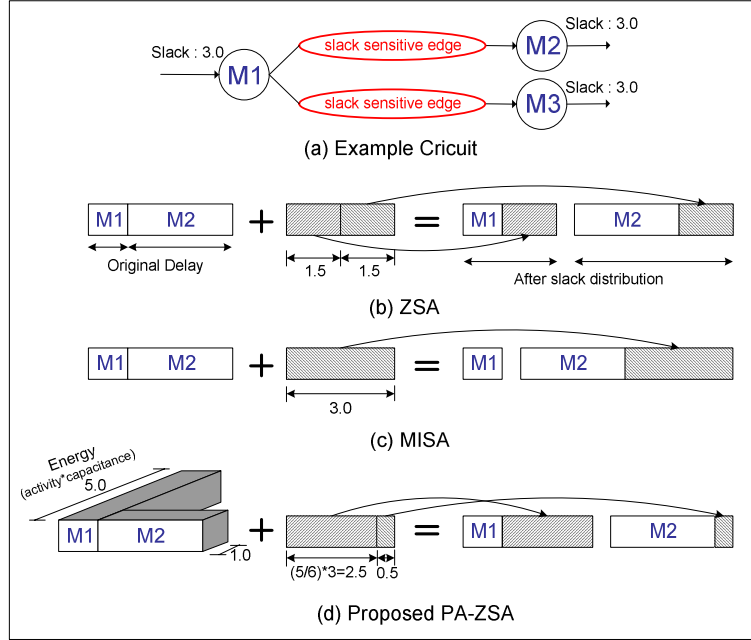 Slack : 3.0
M1
slack sensitive edge
M2
Slack : 3.0
slack sensitive edge
M3
Slack : 3.0
(a) Example Cricuit
M1 M2 + = M1 M2
Original Delay
1.5 1.5
After slack distribution
(b) ZSA
M1 M2 + = M1 M2
3.0
(c) MISA
Energy
(activity*capacitance)
5.0
M1 M2 + = M1 M2
1.0
(5/6)*3=2.5 0.5
(d) Proposed PA-ZSA